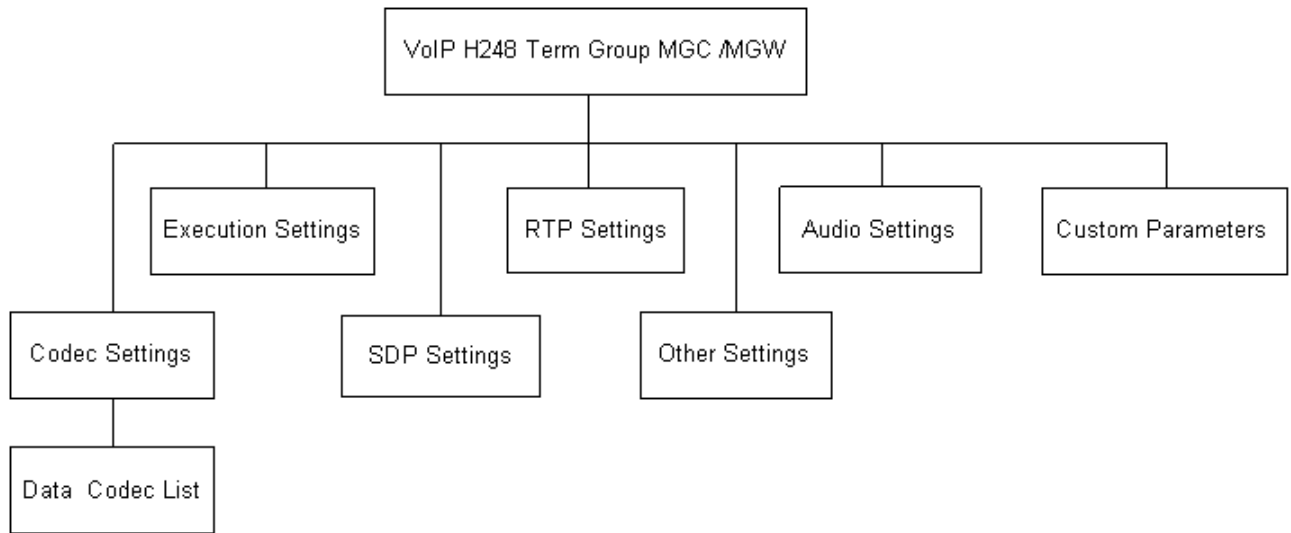 VoIP H248 Term Group MGC /MGW
Execution Settings
RTP Settings
Audio Settings
Custom Parameters
Codec Settings
SDP Settings
Other Settings
Data Codec List